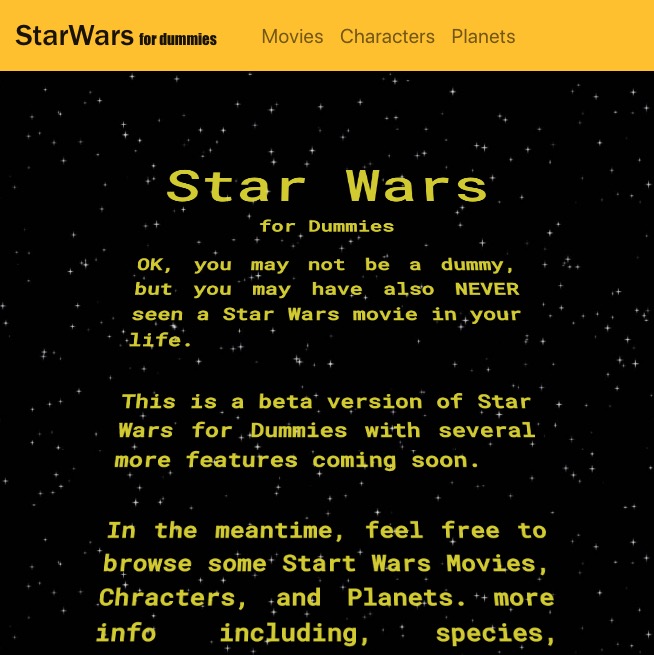 StarWars for dummies Movies Characters Planets
Star Wars
for Dummies
OK, you may not be a dummy,
but you may have also NEVER
seen a Star Wars movie in your
life.
This is a beta version of Star
Wars for Dummies with several
more features coming soon.
In the meantime, feel free to
browse some Start Wars Movies,
Chracters, and Planets. more
info including, species,